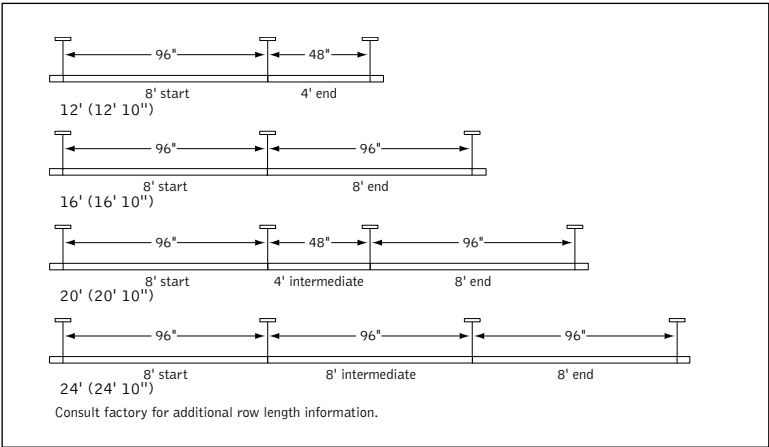 96" 48"
8' start 4' end
12' (12' 10")
96" 96"
8' start 8' end
16' (16' 10")
96" 48" 96"
8' start 4' intermediate 8' end
20' (20' 10")
96" 96" 96"
8' start 8' intermediate 8' end
24' (24' 10")
Consult factory for additional row length information.